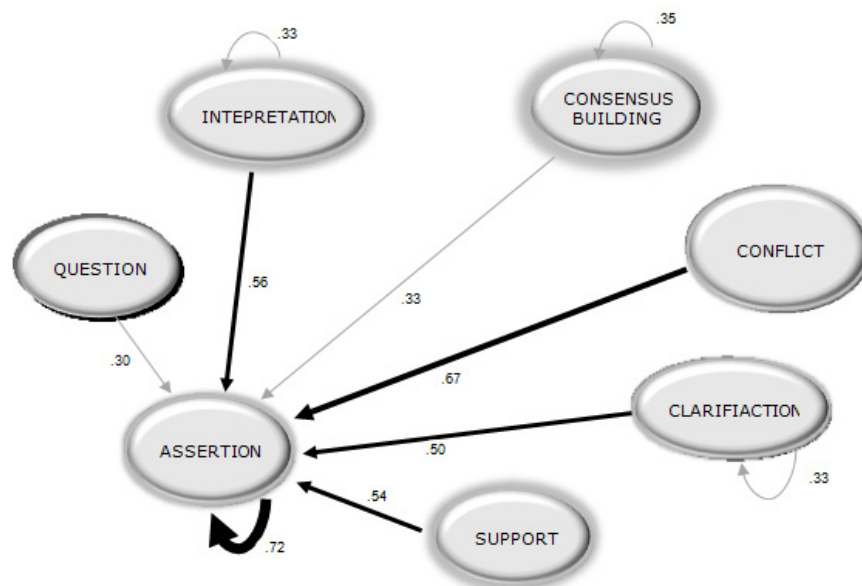 .33
.35
INTEPRETATION
CONSENSUS
BUILDING
QUESTION
CONFLICT
.56
.33
.30
.67
CLARIFIACTION
ASSERTION
.50
.33
.54
SUPPORT
.72